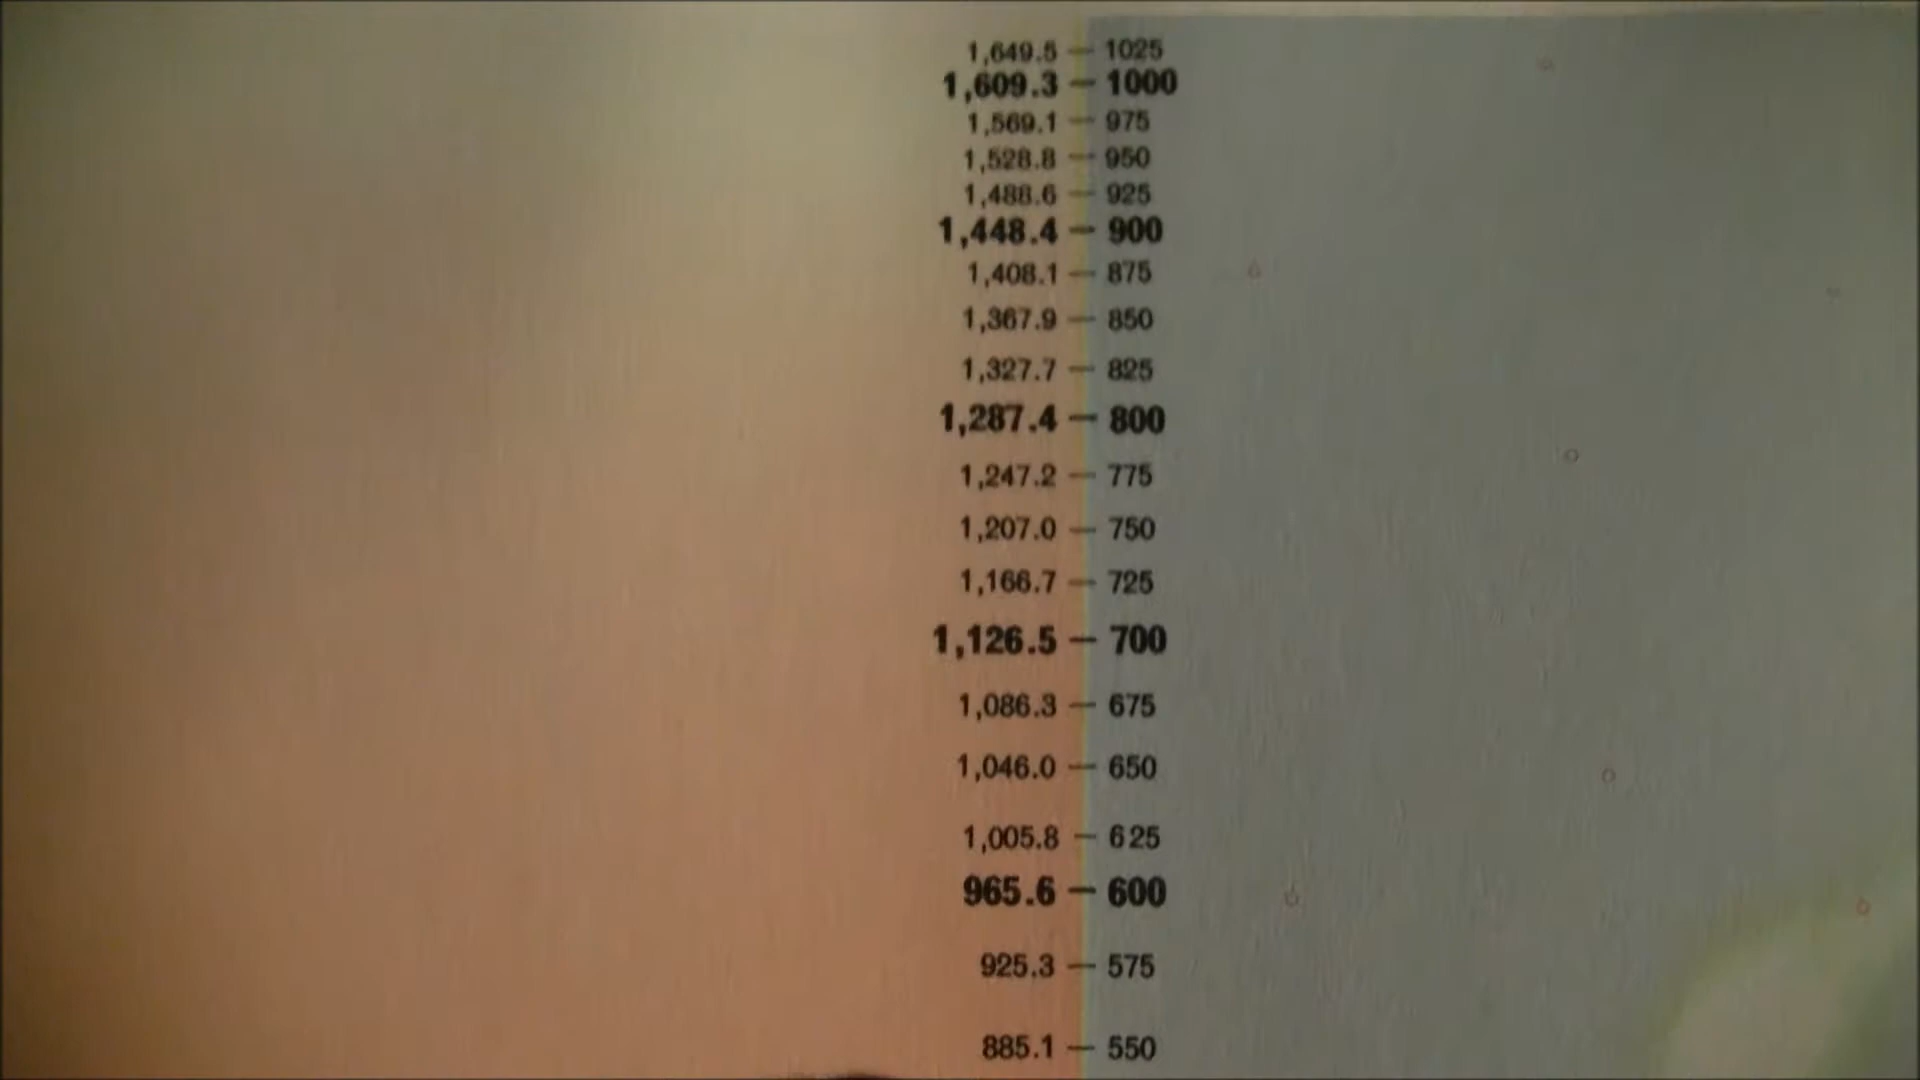 1,649.5 — 1025
1,609.3 — 1000
1,569.1 — 975
1,528.8 — 950
1,488.6 — 925
1,448.4 — 900
1,408.1 — 875
1,367.9 — 850
1,327.7 — 825
1,287.4 — 800
1,247.2 — 775
1,207.0 — 750
1,166.7 — 725
1,126.5 — 700
1,086.3 — 675
1,046.0 — 650
1,005.8 — 625
965.6 — 600
925.3 — 575
885.1 — 550